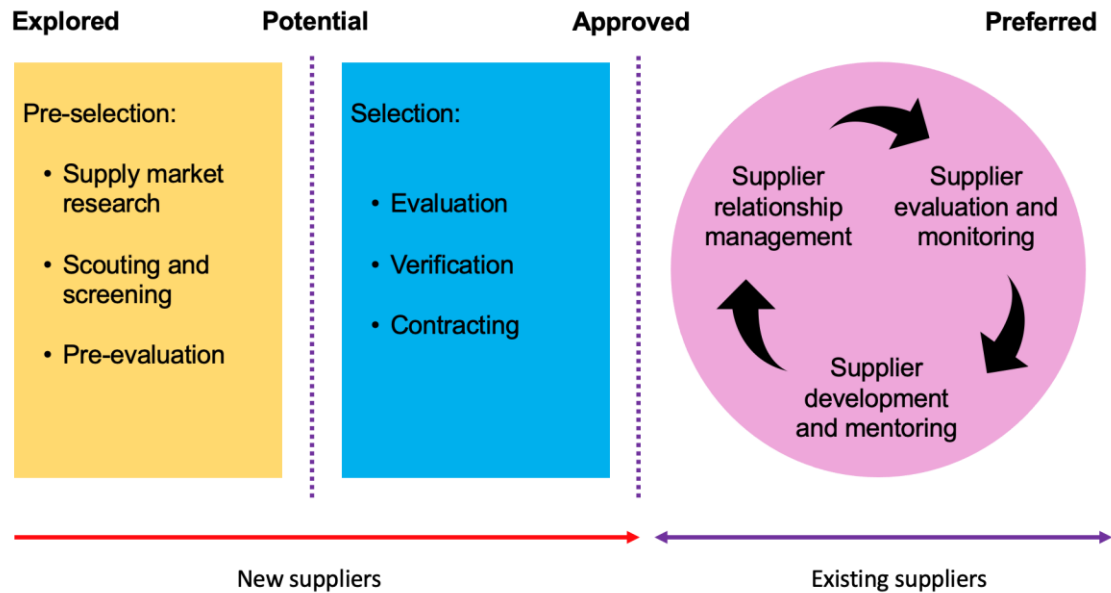 Explored Potential Approved Preferred
Pre-selection:
• Supply market
research
• Scouting and
screening
• Pre-evaluation
Selection:
• Evaluation
• Verification
• Contracting
Supplier
relationship
management
Supplier
evaluation and
monitoring
Supplier
development
and mentoring
New suppliers
Existing suppliers